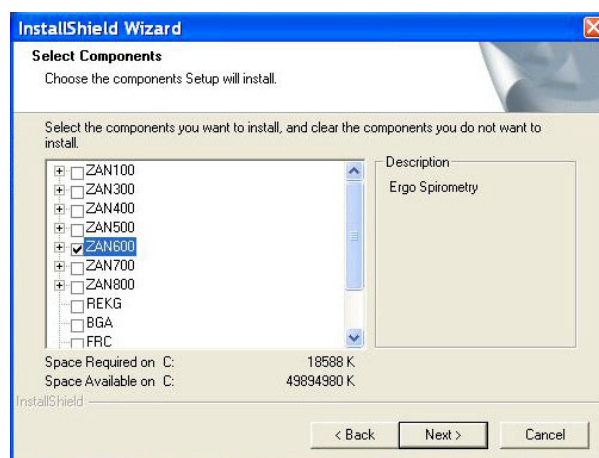 InstallShield Wizard
Select Components
Choose the components Setup will install.
Select the components you want to install, and clear the components you do not want to
install.
ZAN100
ZAN300
ZAN400
ZAN500
ZAN600
ZAN700
ZAN800
REKG
BGA
FRC
Description
Ergo Spirometry
Space Required on C: 18588 K
Space Available on C: 49894980 K
InstallShield
< Back Next > Cancel